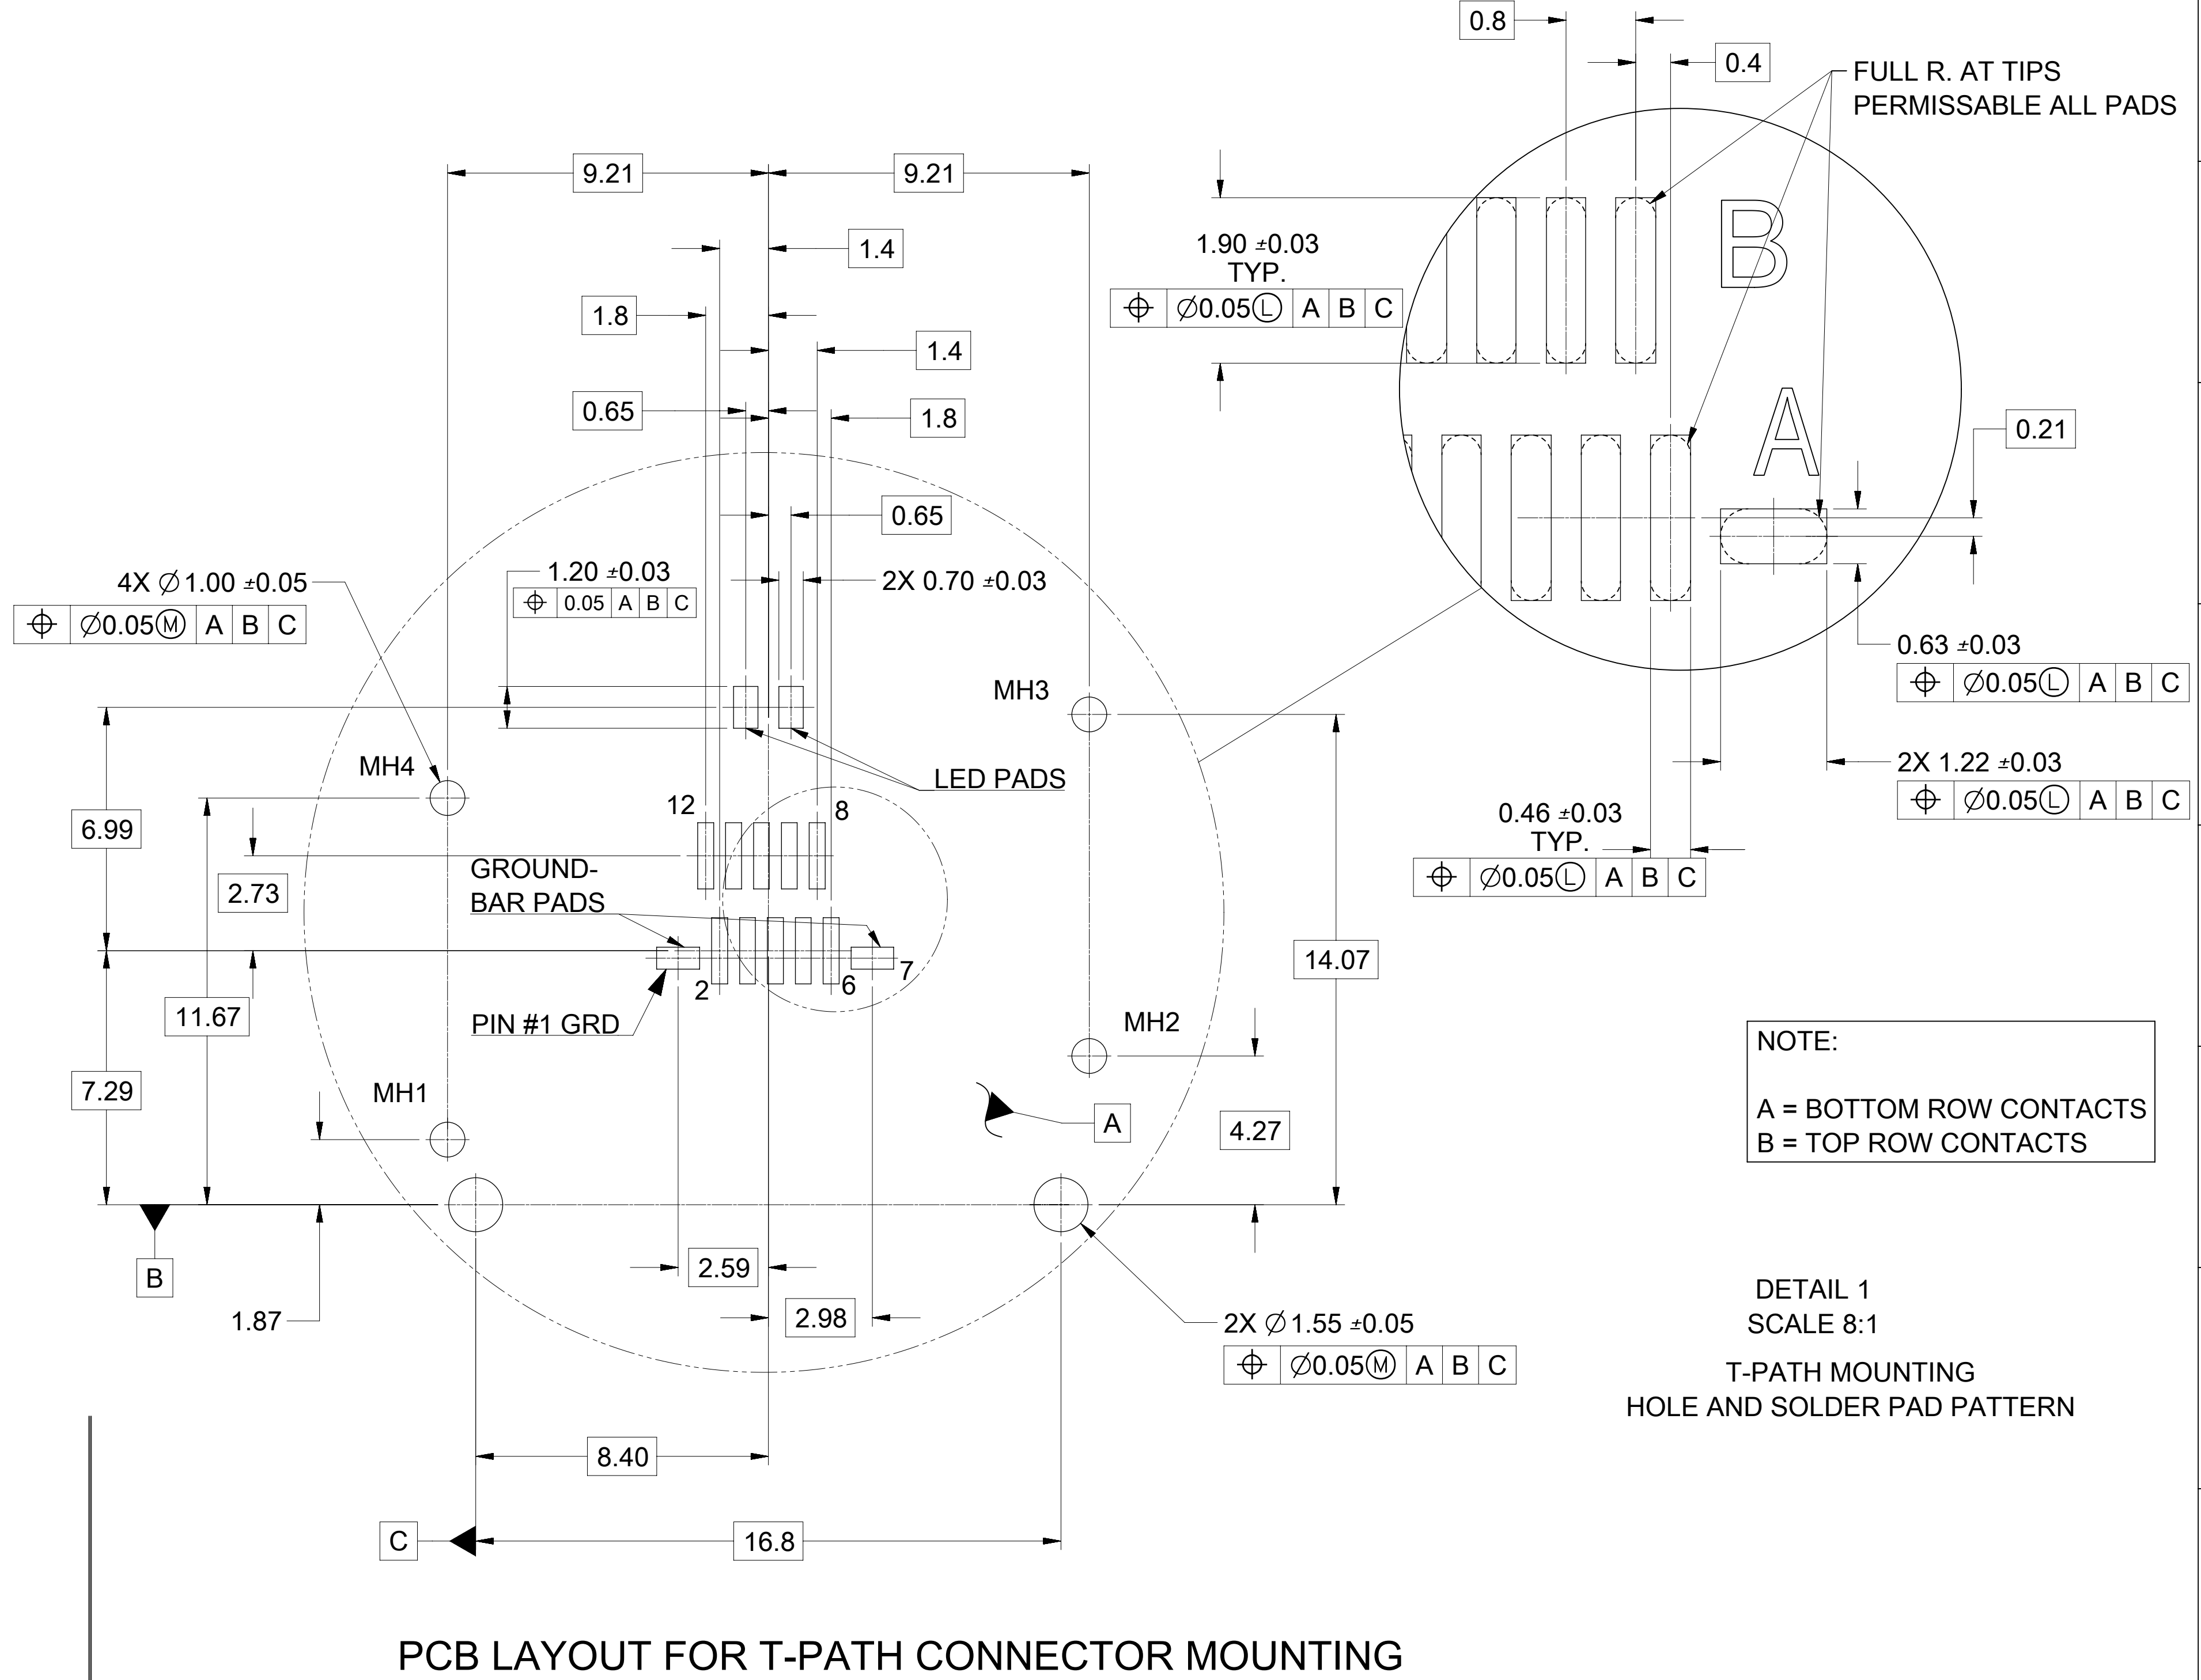 0.8
0.4
FULL R. AT TIPS
PERMISSABLE ALL PADS
9.21
9.21
1.4
1.8
1.4
0.65
1.8
0.65
1.90 ±0.03
TYP.
⌖ ∅0.05Ⓛ A B C
B
A
0.21
4X ∅1.00 ±0.05
⌖ ∅0.05Ⓜ A B C
1.20 ±0.03
⌖ 0.05 A B C
2X 0.70 ±0.03
0.63 ±0.03
⌖ ∅0.05Ⓛ A B C
2X 1.22 ±0.03
⌖ ∅0.05Ⓛ A B C
0.46 ±0.03
TYP.
⌖ ∅0.05Ⓛ A B C
MH3
MH4
LED PADS
12
8
6.99
2.73
GROUND-
BAR PADS
2
6
7
PIN #1 GRD
11.67
14.07
MH2
MH1
7.29
A
4.27
NOTE:
A = BOTTOM ROW CONTACTS
B = TOP ROW CONTACTS
B
1.87
2.59
2.98
2X ∅1.55 ±0.05
⌖ ∅0.05Ⓜ A B C
DETAIL 1
SCALE 8:1
T-PATH MOUNTING
HOLE AND SOLDER PAD PATTERN
8.40
C
16.8
PCB LAYOUT FOR T-PATH CONNECTOR MOUNTING